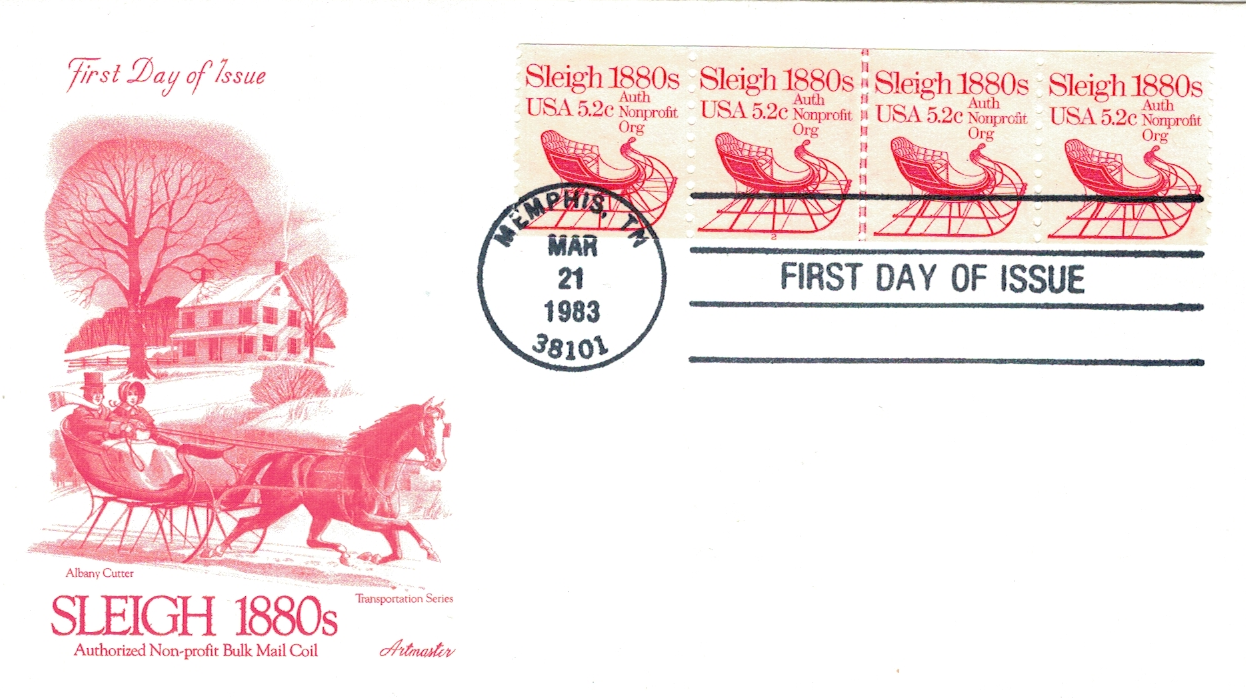 First Day of Issue
Sleigh 1880s
USA 5.2c Auth
Nonprofit
Org
Sleigh 1880s
USA 5.2c Auth
Nonprofit
Org
2
Sleigh 1880s
USA 5.2c Auth
Nonprofit
Org
Sleigh 1880s
USA 5.2c Auth
Nonprofit
Org
MEMPHIS, TN
MAR
21
1983
38101
FIRST DAY OF ISSUE
Albany Cutter
Transportation Series
SLEIGH 1880s
Authorized Non-profit Bulk Mail Coil
Artmaster